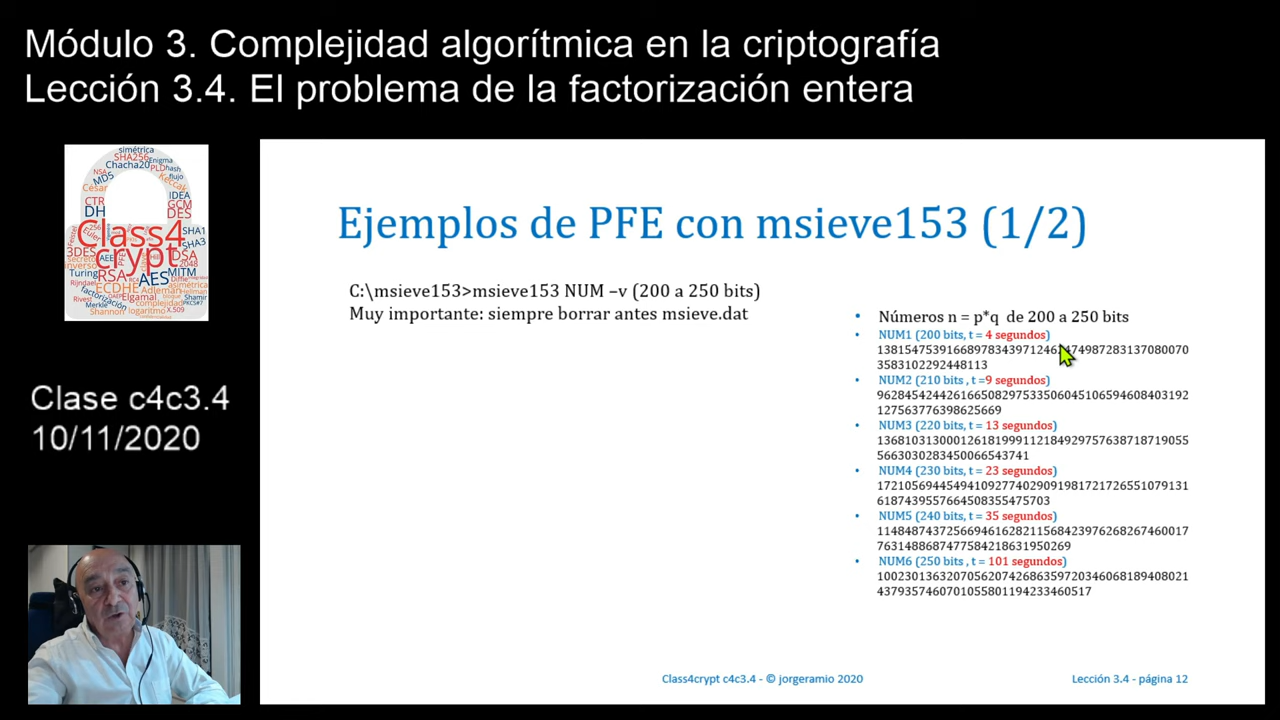 Módulo 3. Complejidad algorítmica en la criptografía
Lección 3.4. El problema de la factorización entera
Class4
crypt
Clase c4c3.4
10/11/2020
Ejemplos de PFE con msieve153 (1/2)
C:\msieve153>msieve153 NUM –v (200 a 250 bits)
Muy importante: siempre borrar antes msieve.dat
• Números n = p*q de 200 a 250 bits
• NUM1 (200 bits, t = 4 segundos)
3583102292448113
• NUM2 (210 bits , t =9 segundos)
962845424426166508297533506045106594608403192
127563776398625669
• NUM3 (220 bits, t = 13 segundos)
136810313000126181999112184929757638718719055
5663030283450066543741
• NUM4 (230 bits, t = 23 segundos)
172105694454941092774029091981721726551079131
6187439557664508355475703
• NUM5 (240 bits, t = 35 segundos)
114848743725669461628211568423976268267460017
7631488687477584218631950269
• NUM6 (250 bits, t = 101 segundos)
100230136320705620742686359720346068189408021
4379357460701055801194233460517
Class4crypt c4c3.4 - © jorgeramio 2020
Lección 3.4 - página 12